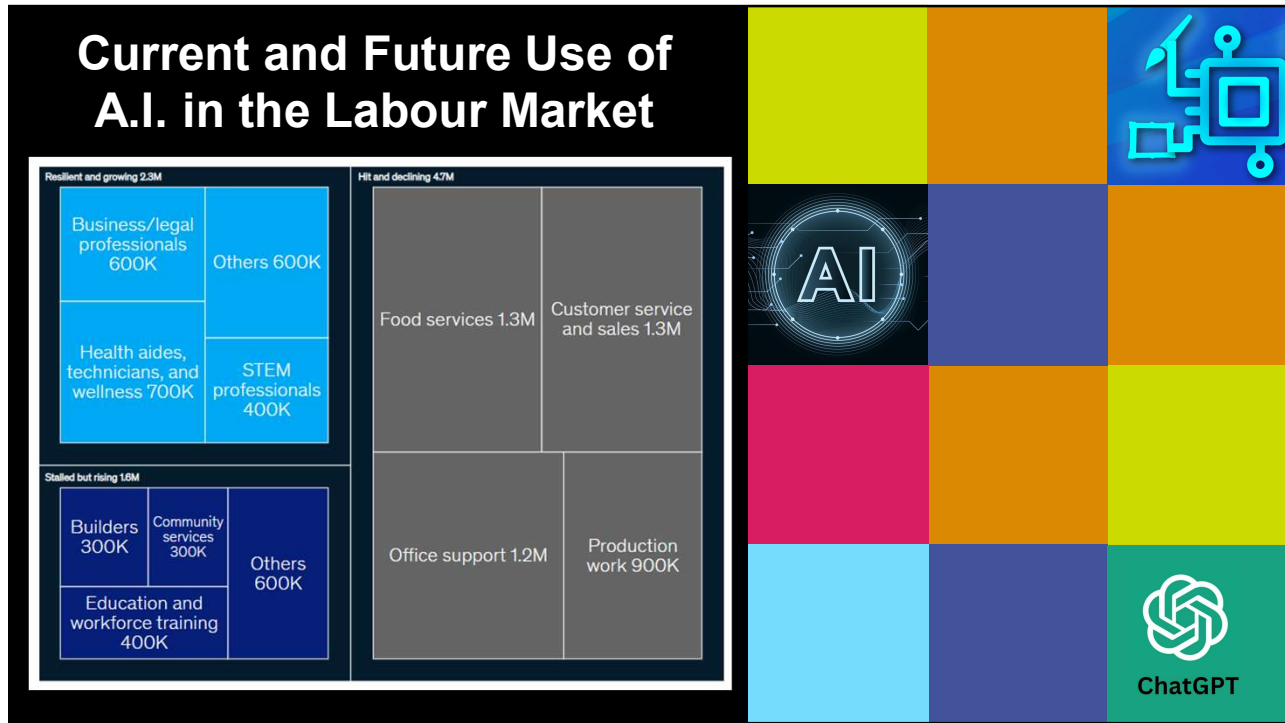 Current and Future Use of
A.I. in the Labour Market
Resilient and growing 2.3M
Business/legal
professionals
600K
Others 600K
Health aides,
technicians, and
wellness 700K
STEM
professionals
400K
Stalled but rising 1.6M
Builders
300K
Community
services
300K
Others
600K
Education and
workforce training
400K
Hit and declining 4.7M
Food services 1.3M
Customer service
and sales 1.3M
Office support 1.2M
Production
work 900K
AI
ChatGPT